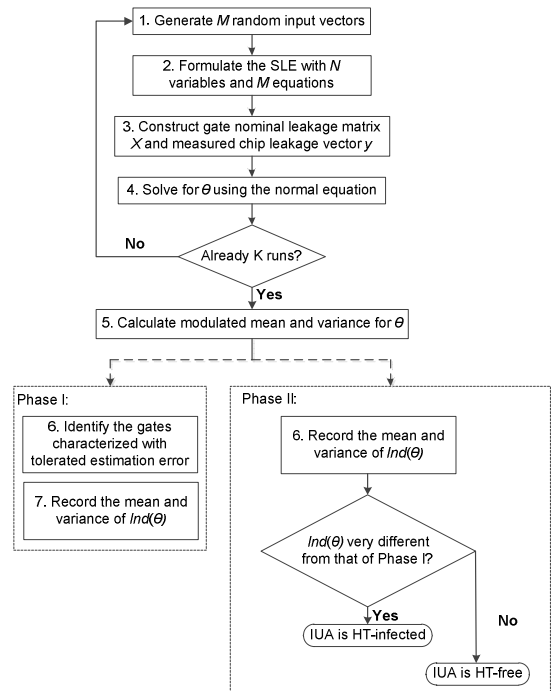 1. Generate M random input vectors
2. Formulate the SLE with N
variables and M equations
3. Construct gate nominal leakage matrix
X and measured chip leakage vector y
4. Solve for θ using the normal equation
No
Already K runs?
Yes
5. Calculate modulated mean and variance for θ
Phase I:
6. Identify the gates
characterized with
tolerated estimation error
7. Record the mean and
variance of Ind(θ)
Phase II:
6. Record the mean and
variance of Ind(θ)
Ind(θ) very different
from that of Phase I?
Yes
No
IUA is HT-infected
IUA is HT-free